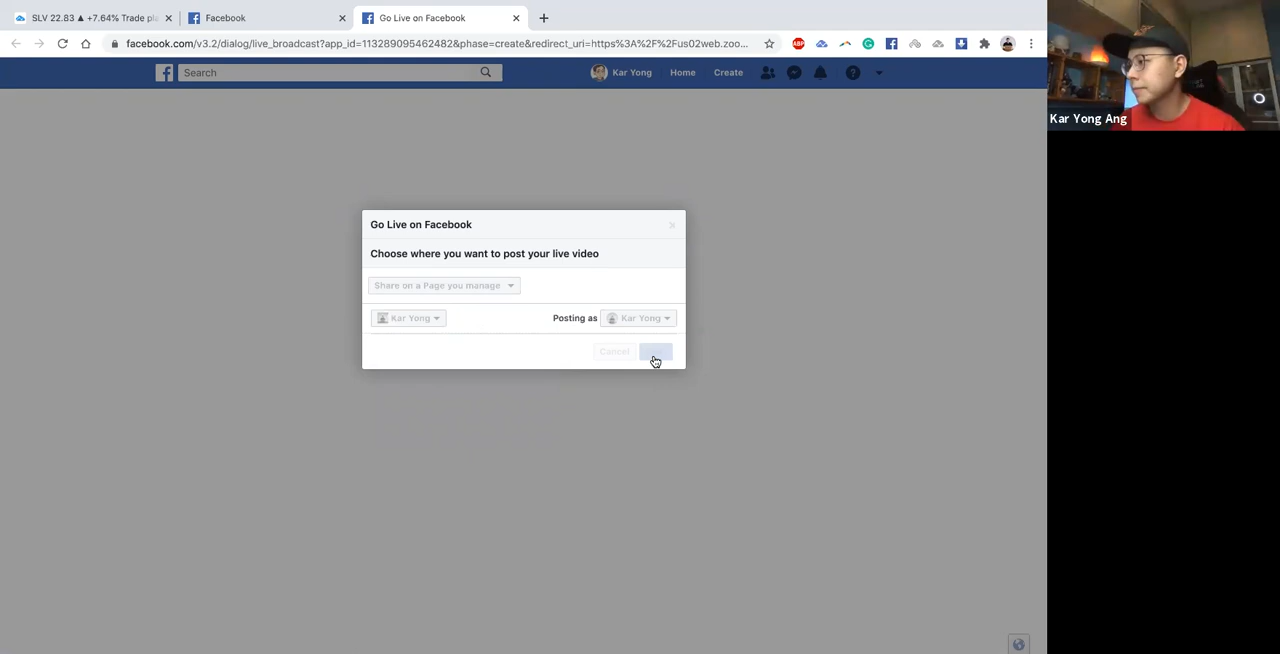 SLV 22.83 ▲ +7.64% Trade pla
Facebook
Go Live on Facebook
facebook.com/v3.2/dialog/live_broadcast?app_id=113289095462482&phase=create&redirect_uri=https%3A%2F%2Fus02web.zoo...
ABP
Search
Kar Yong
Home
Create
Kar Yong Ang
Go Live on Facebook
Choose where you want to post your live video
Share on a Page you manage
Kar Yong
Posting as
Kar Yong
Cancel